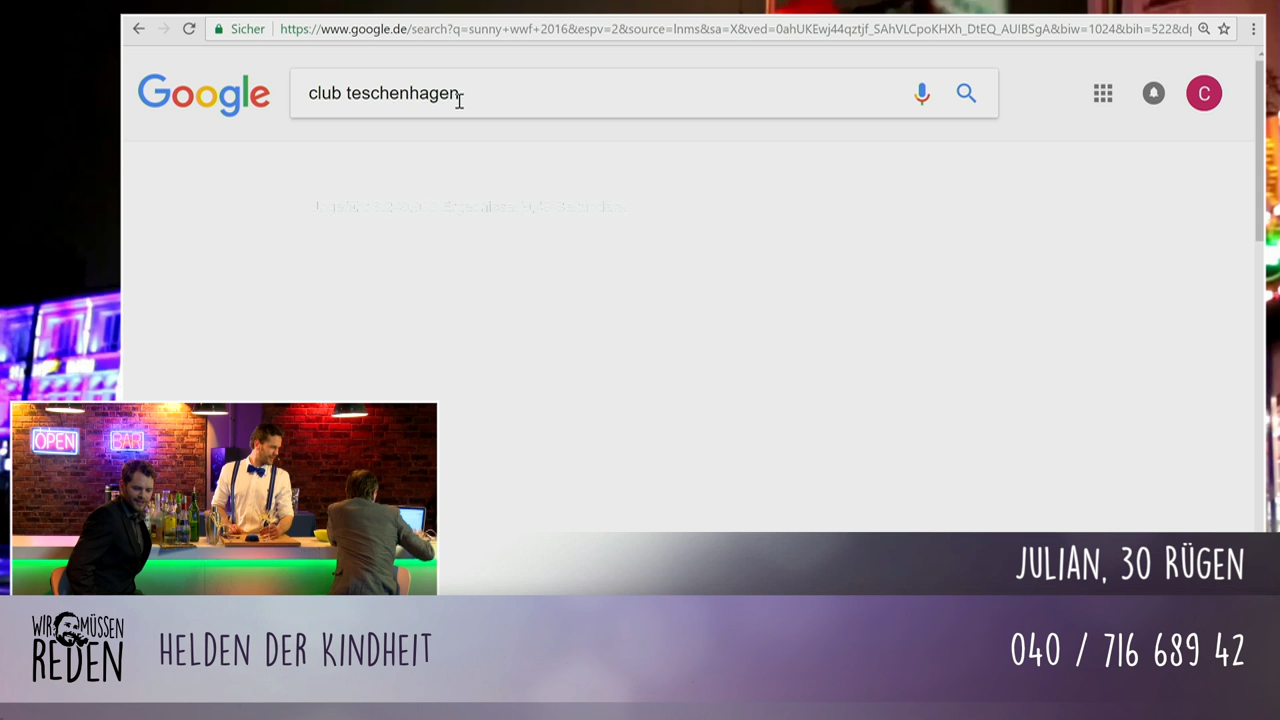 Sicher https://www.google.de/search?q=sunny+wwf+2016&espv=2&source=lnms&sa=X&ved=0ahUKEwj44qztjf_SAhVLCpoKHXh_DtEQ_AUIBSgA&biw=1024&bih=522&d
Google club teschenhagen C
OPEN BAR
JULIAN, 30 RÜGEN
WIR MÜSSEN
REDEN
HELDEN DER KINDHEIT
040 / 716 689 42